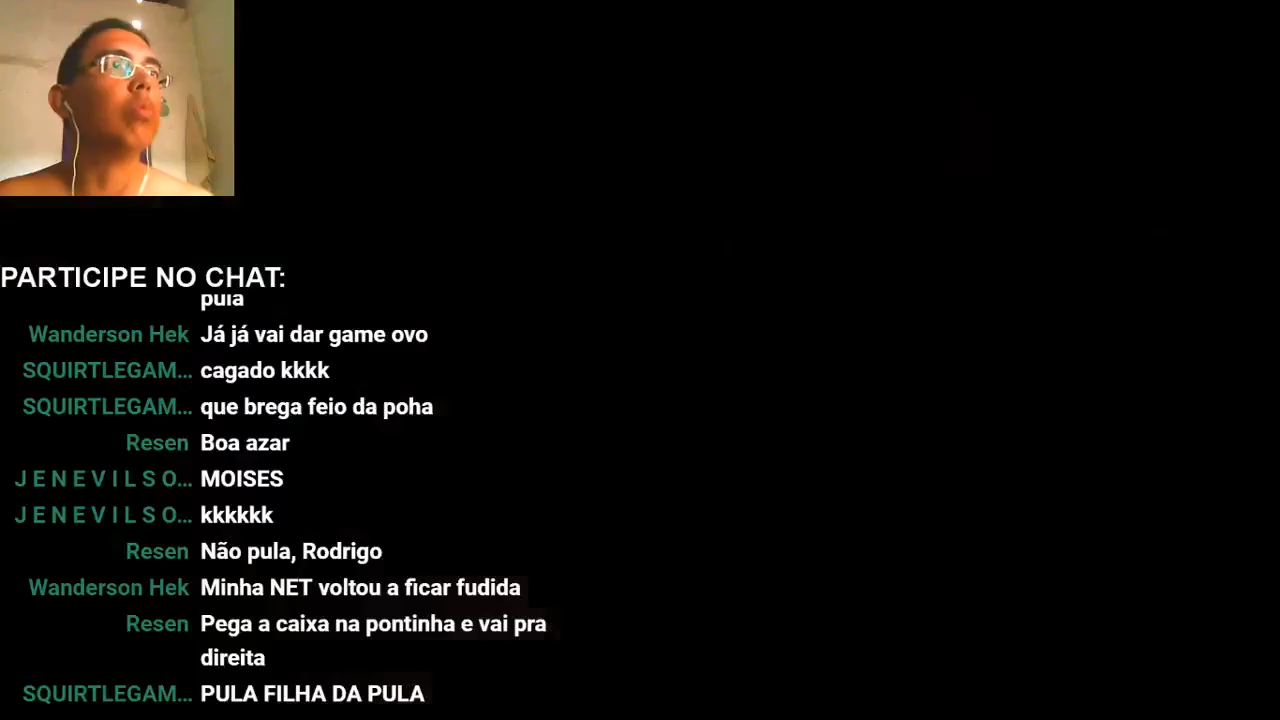 PARTICIPE NO CHAT:
pula
Wanderson Hek Já já vai dar game ovo
SQUIRTLEGAM... cagado kkkk
SQUIRTLEGAM... que brega feio da poha
Resen Boa azar
J E N E V I L S O... MOISES
J E N E V I L S O... kkkkkk
Resen Não pula, Rodrigo
Wanderson Hek Minha NET voltou a ficar fudida
Resen Pega a caixa na pontinha e vai pra
direita
SQUIRTLEGAM... PULA FILHA DA PULA